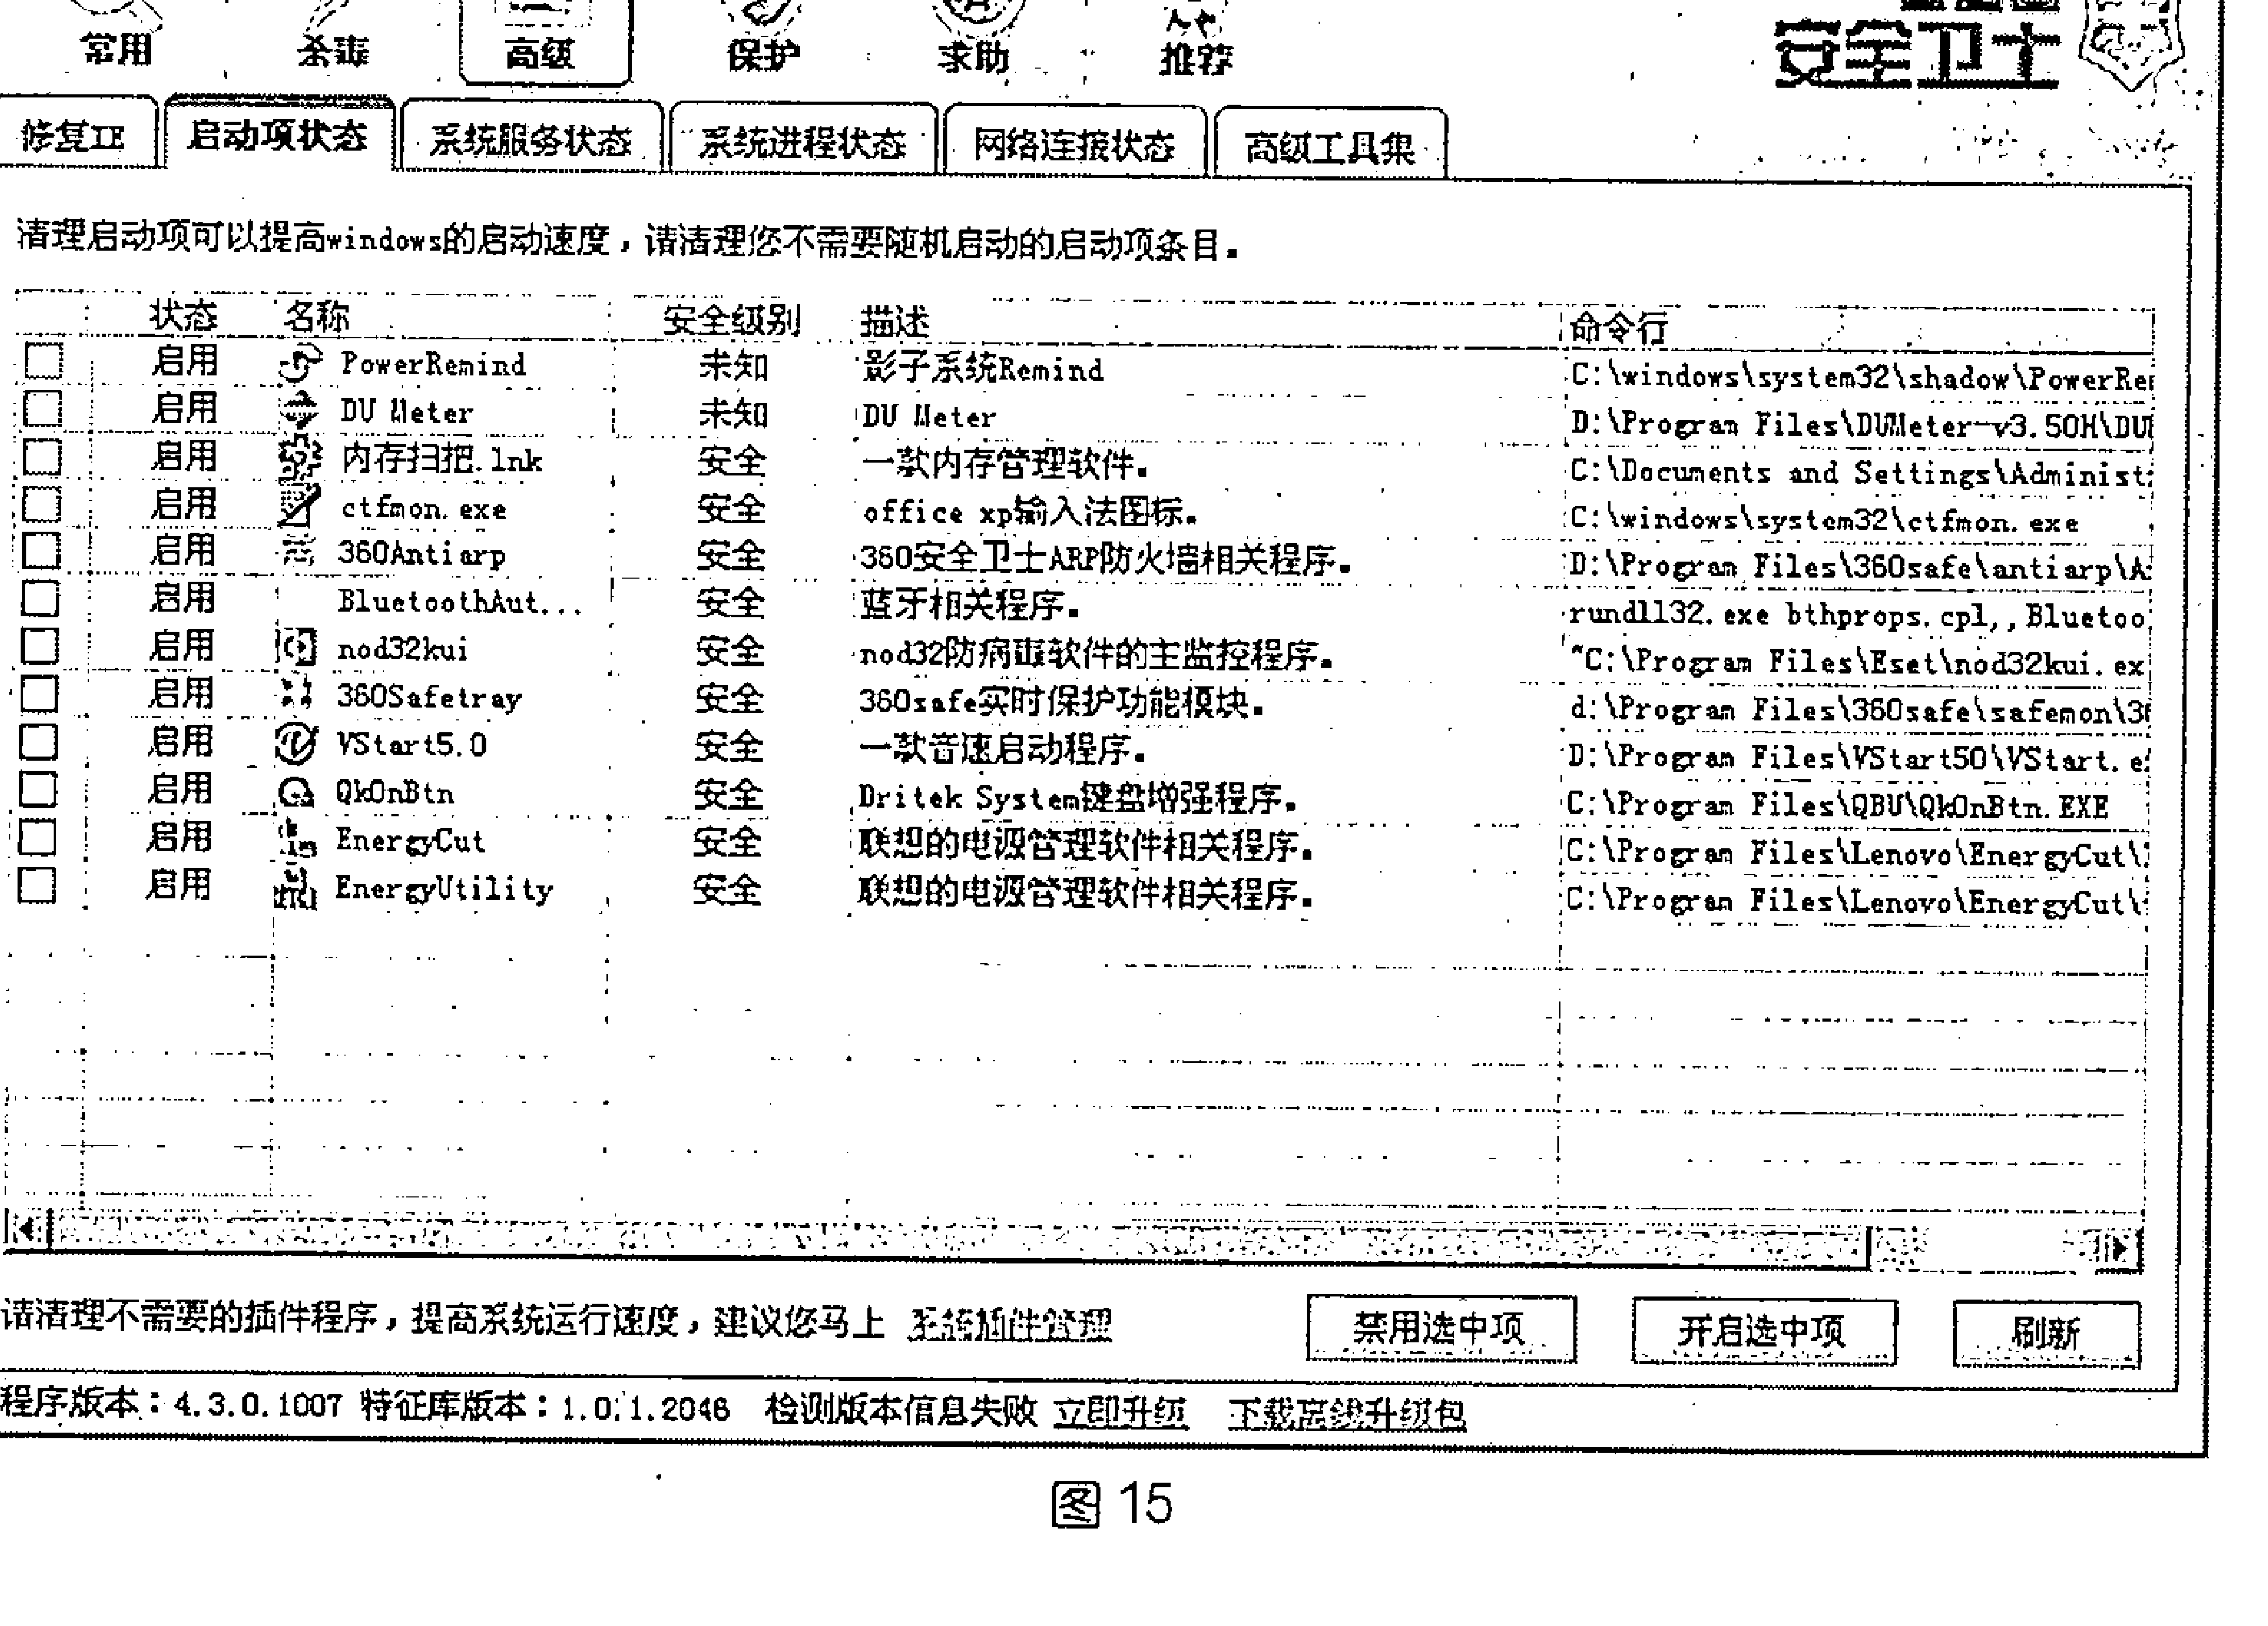 常用 杀毒 高级 保护 求助 推荐 安全卫士
修复IE 启动项状态 系统服务状态 系统进程状态 网络连接状态 高级工具集
清理启动项可以提高windows的启动速度，请清理您不需要随机启动的启动项条目。
状态 名称 安全级别 描述 命令行
启用 PowerRemind 未知 影子系统Remind C:\windows\system32\shadow\PowerRe
启用 DU Meter 未知 DU Meter D:\Program Files\DUMeter-v3.50H\DU
启用 内存扫把.lnk 安全 一款内存管理软件。 C:\Documents and Settings\Administ
启用 ctfmon.exe 安全 office xp输入法图标。 C:\windows\system32\ctfmon.exe
启用 360Antiarp 安全 360安全卫士ARP防火墙相关程序。 D:\Program Files\360safe\antiarp\A
启用 BluetoothAut... 安全 蓝牙相关程序。 rundll32.exe bthprops.cpl,,Bluetoo
启用 nod32kui 安全 nod32防病毒软件的主监控程序。 "C:\Program Files\Eset\nod32kui.ex
启用 360Safetray 安全 360safe实时保护功能模块。 d:\Program Files\360safe\safemon\3
启用 VStart5.0 安全 一款音速启动程序。 D:\Program Files\VStart50\VStart.e
启用 QkOnBtn 安全 Dritek System键盘增强程序。 C:\Program Files\QBU\QkOnBtn.EXE
启用 EnergyCut 安全 联想的电源管理软件相关程序。 C:\Program Files\Lenovo\EnergyCut\
启用 EnergyUtility 安全 联想的电源管理软件相关程序。 C:\Program Files\Lenovo\EnergyCut\
请清理不需要的插件程序，提高系统运行速度，建议您马上 系统插件管理 禁用选中项 开启选中项 刷新
程序版本：4.3.0.1007 特征库版本：1.0.1.2046 检测版本信息失败 立即升级 下载离线升级包
图 15